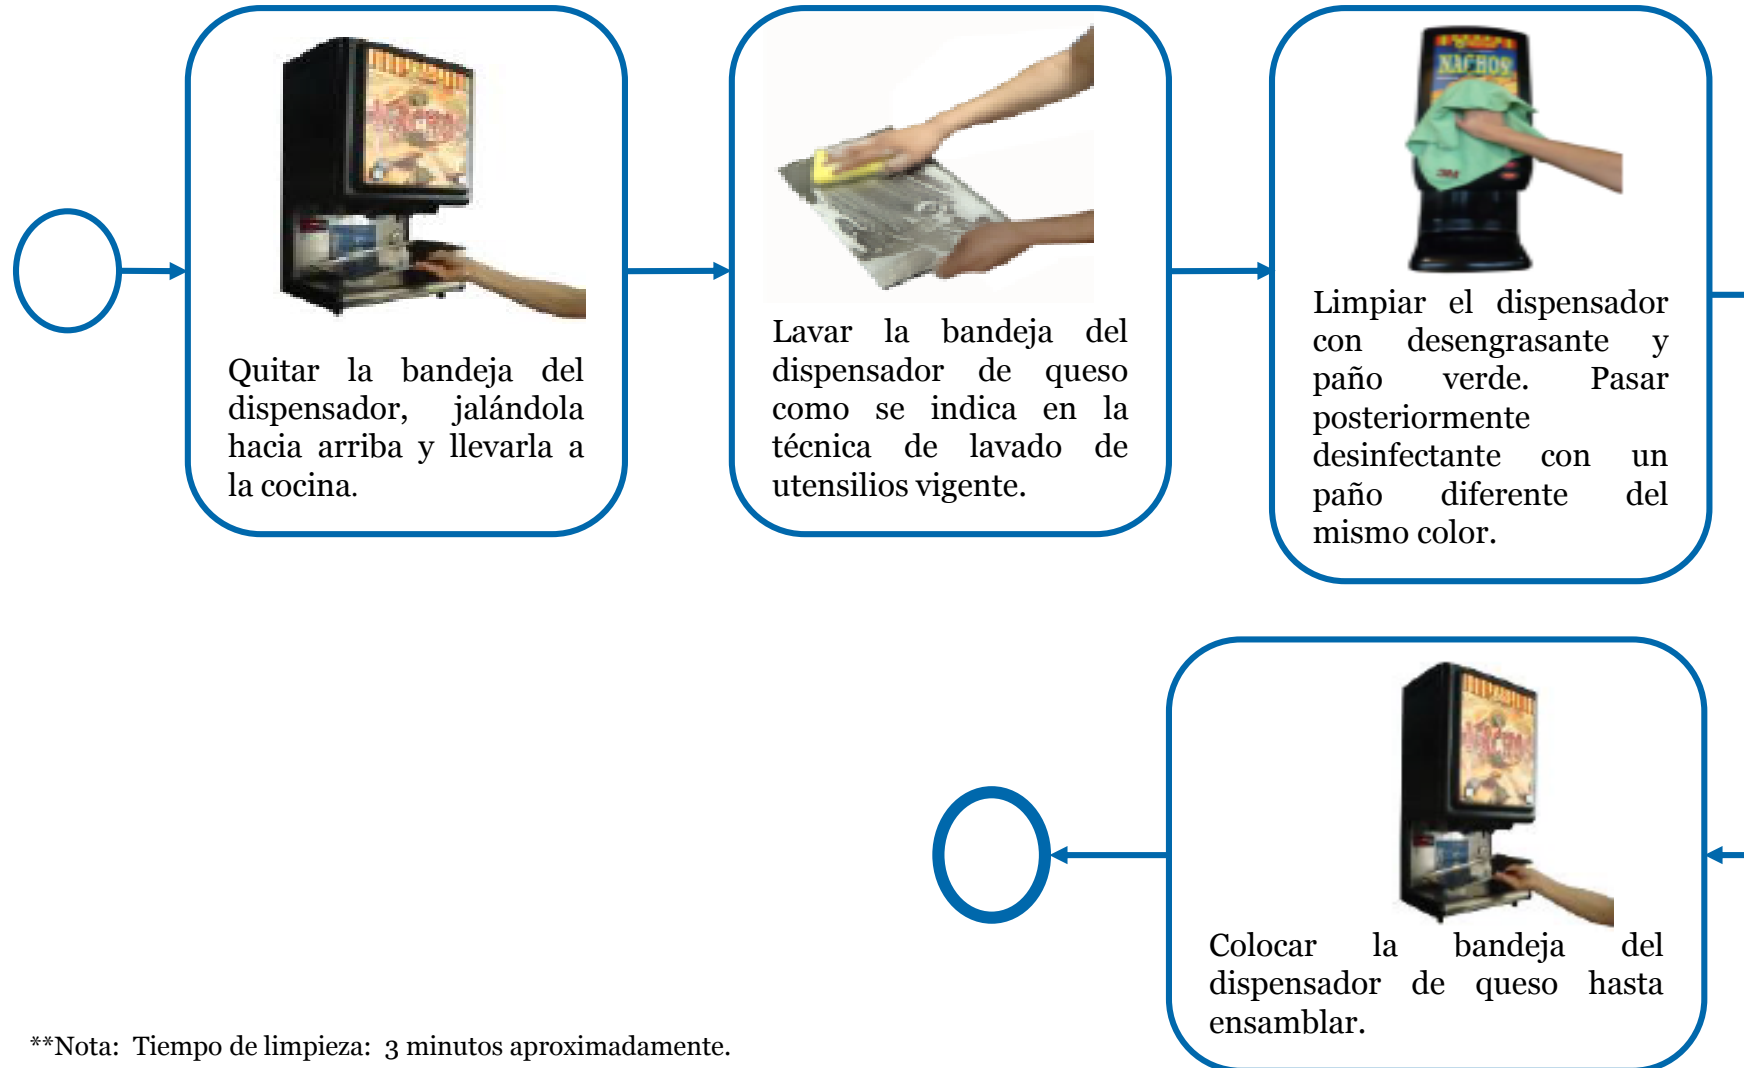 NACHOS
Quitar la bandeja del
dispensador, jalándola
hacia arriba y llevarla a
la cocina.
Lavar la bandeja del
dispensador de queso
como se indica en la
técnica de lavado de
utensilios vigente.
Limpiar el dispensador
con desengrasante y
paño verde. Pasar
posteriormente
desinfectante con un
paño diferente del
mismo color.
Colocar la bandeja del
dispensador de queso hasta
ensamblar.
**Nota: Tiempo de limpieza: 3 minutos aproximadamente.